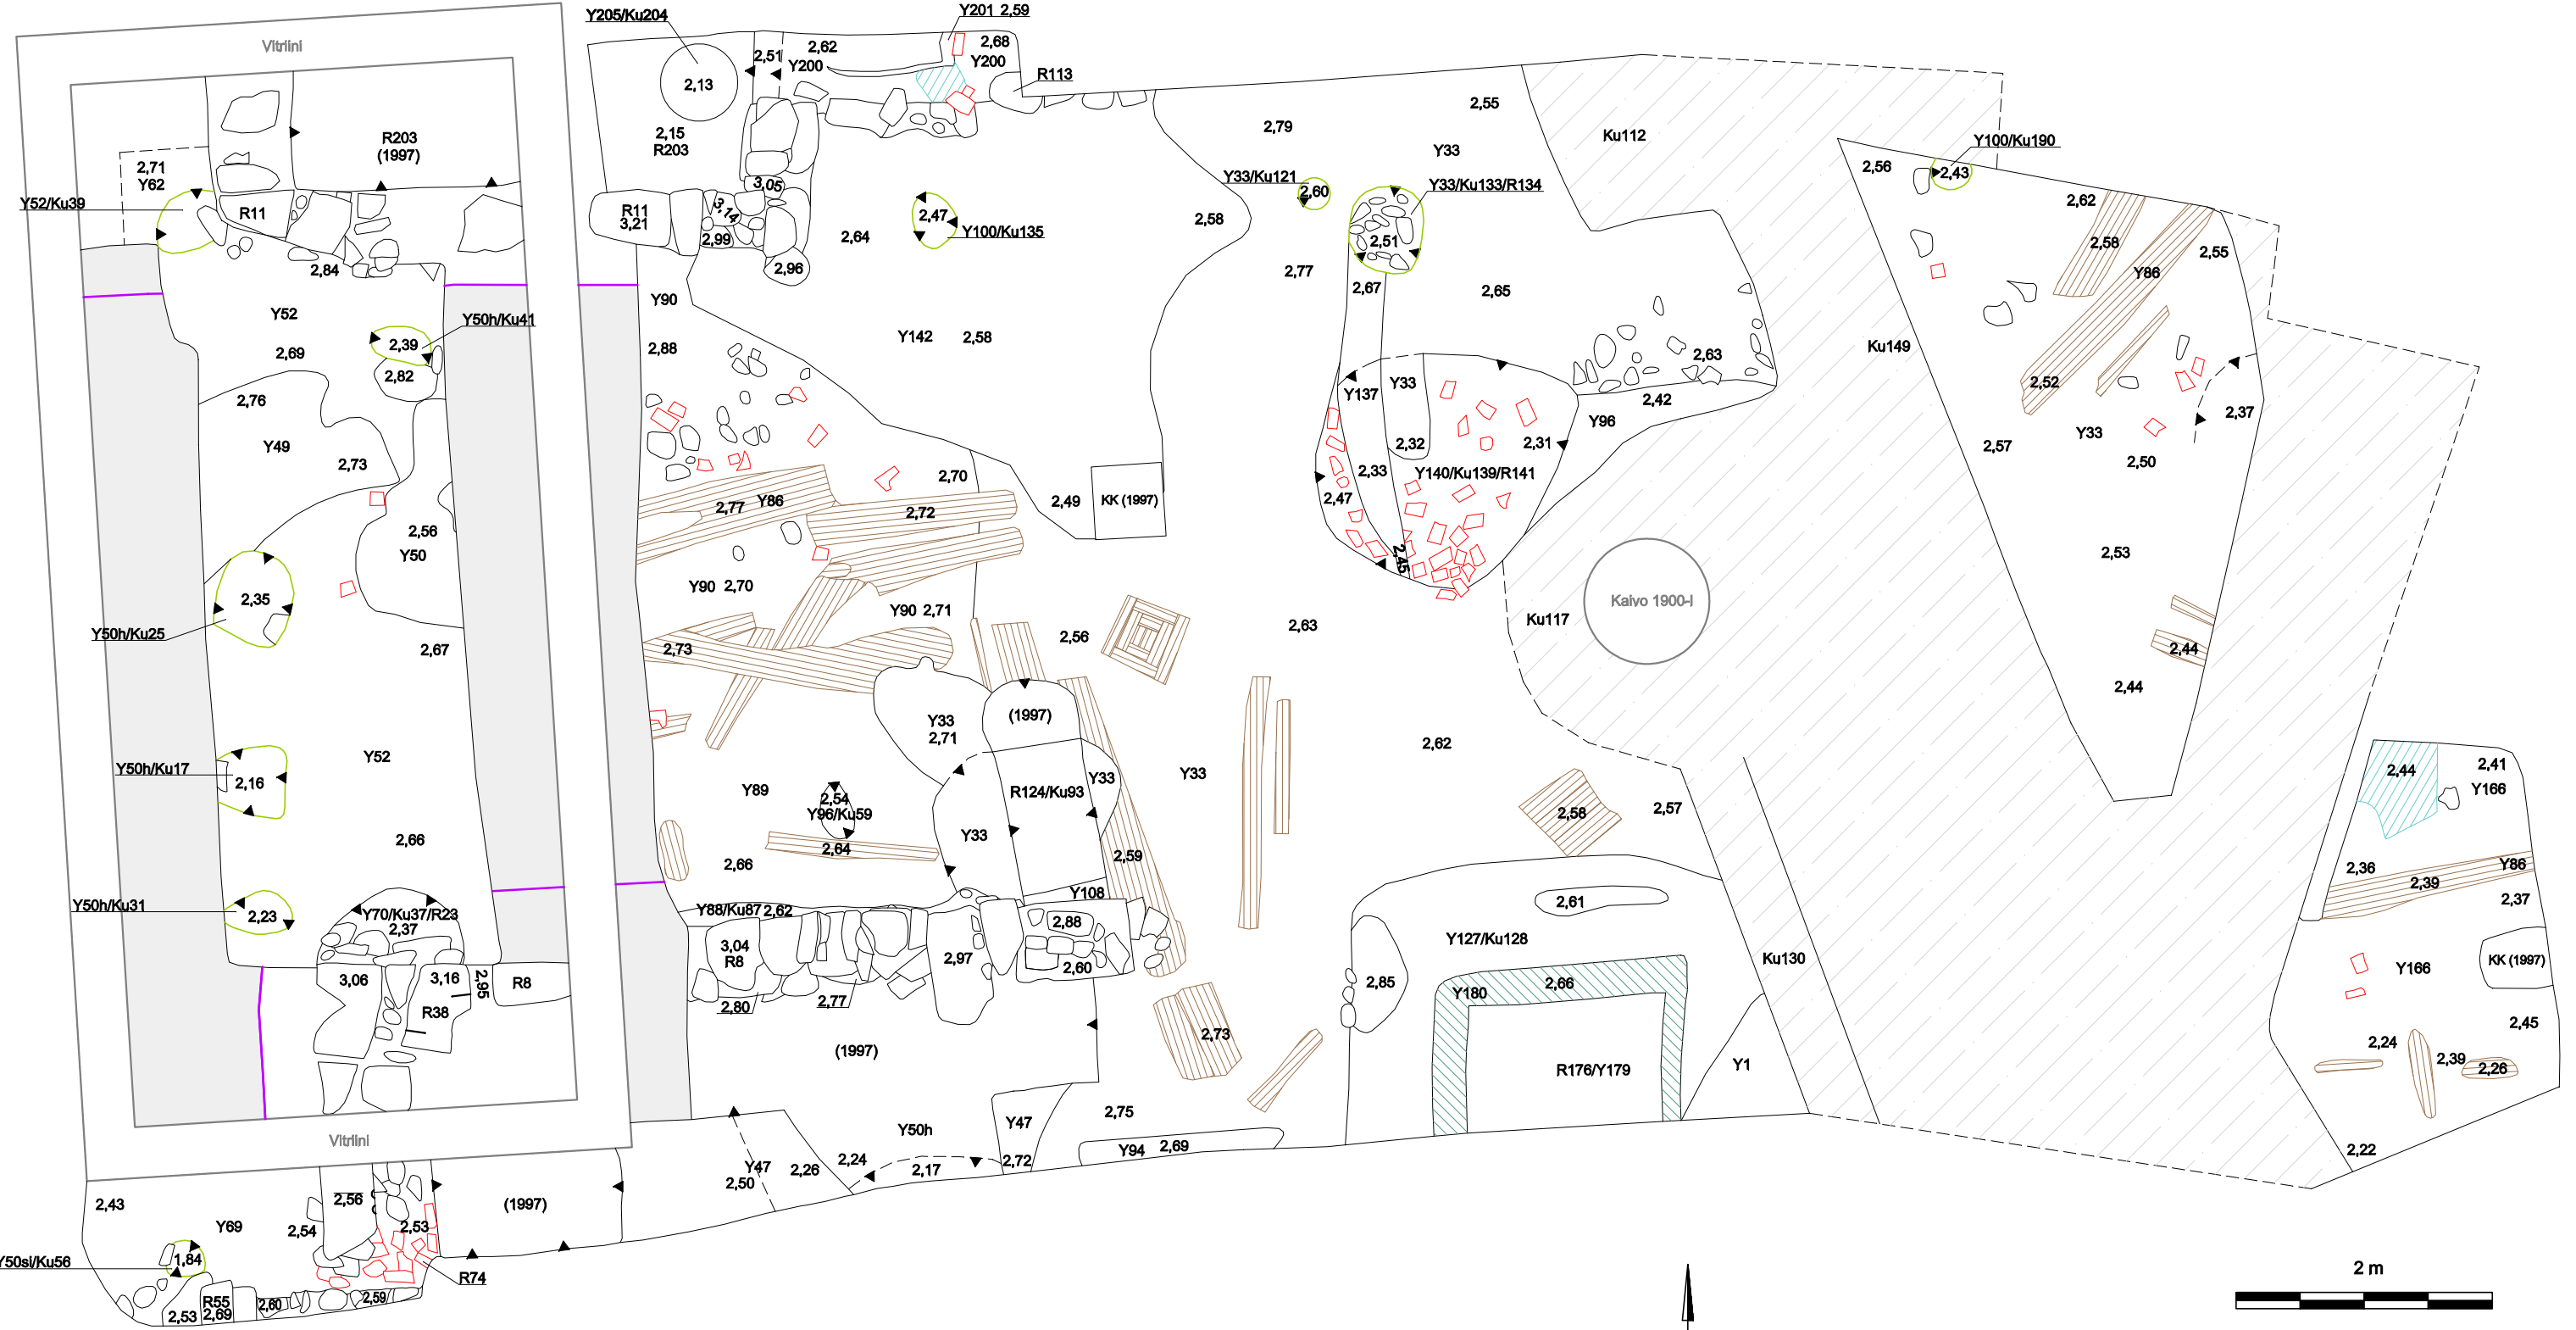 Vitriini
2,71
Y62
Y52/Ku39
R203
(1997)
R11
2,84
Y52
2,69
Y50h/Ku41
2,39
2,82
2,76
Y49
2,73
2,56
Y50
2,35
Y50h/Ku25
2,67
Y50h/Ku17
2,16
Y52
2,66
Y50h/Ku31
2,23
Y70/Ku37/R23
2,37
3,06
3,16
2,95
R8
R38
Vitriini
2,43
Y69
2,54
2,56
2,53
(1997)
Y50si/Ku56
1,84
R74
2,53
R55
2,69
2,60
2,59
Y205/Ku204
2,13
2,51
2,62
Y200
Y201 2,59
2,68
Y200
R113
2,15
R203
3,05
R11
3,21
3,14
2,99
2,96
2,64
2,47
Y100/Ku135
Y90
2,88
Y142 2,58
2,79
2,58
2,77
Y33/Ku121
2,60
2,55
Y33
Y33/Ku133/R134
2,51
2,67
2,65
Ku112
2,63
2,42
Y96
Y137
Y33
2,32
2,31
2,33
Y140/Ku139/R141
2,47
2,45
2,70
2,49
KK (1997)
2,77 Y86
2,72
Y90 2,70
Y90 2,71
2,73
2,56
2,63
Ku117
Kaivo 1900-l
Y33
2,71
(1997)
R124/Ku93
Y33
Y33
Y33
2,62
2,57
2,58
Y89
2,54
Y96/Ku59
2,64
2,66
2,59
Y108
Y88/Ku87 2,62
3,04
R8
2,80
2,77
2,97
2,88
2,60
2,73
(1997)
2,61
Y127/Ku128
2,85
Y180
2,66
R176/Y179
Y1
Ku130
Y50h
Y47
2,75
Y94 2,69
2,72
Y47
2,50
2,26
2,24
2,17
Ku149
2,56
Y100/Ku190
2,43
2,62
2,58
Y86
2,55
2,52
2,37
2,57
Y33
2,50
2,53
2,44
2,44
2,44
2,41
Y166
2,36
Y86
2,39
2,37
Y166
KK (1997)
2,45
2,24
2,39
2,26
2,22
2 m